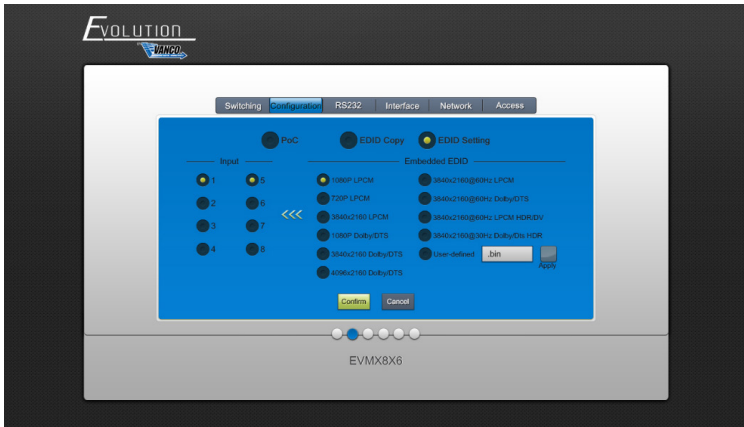 EVOLUTION
VANCO
Switching Configuration RS232 Interface Network Access
PoC EDID Copy EDID Setting
Input Embedded EDID
1 5 1080P LPCM 3840x2160@60Hz LPCM
2 6 720P LPCM 3840x2160@60Hz Dolby/DTS
3 7 <<< 3840x2160 LPCM 3840x2160@60Hz LPCM HDR/DV
4 8 1080P Dolby/DTS 3840x2160@30Hz Dolby/Dts HDR
3840x2160 Dolby/DTS User-defined .bin Apply
4096x2160 Dolby/DTS
Confirm Cancel
EVMX8X6